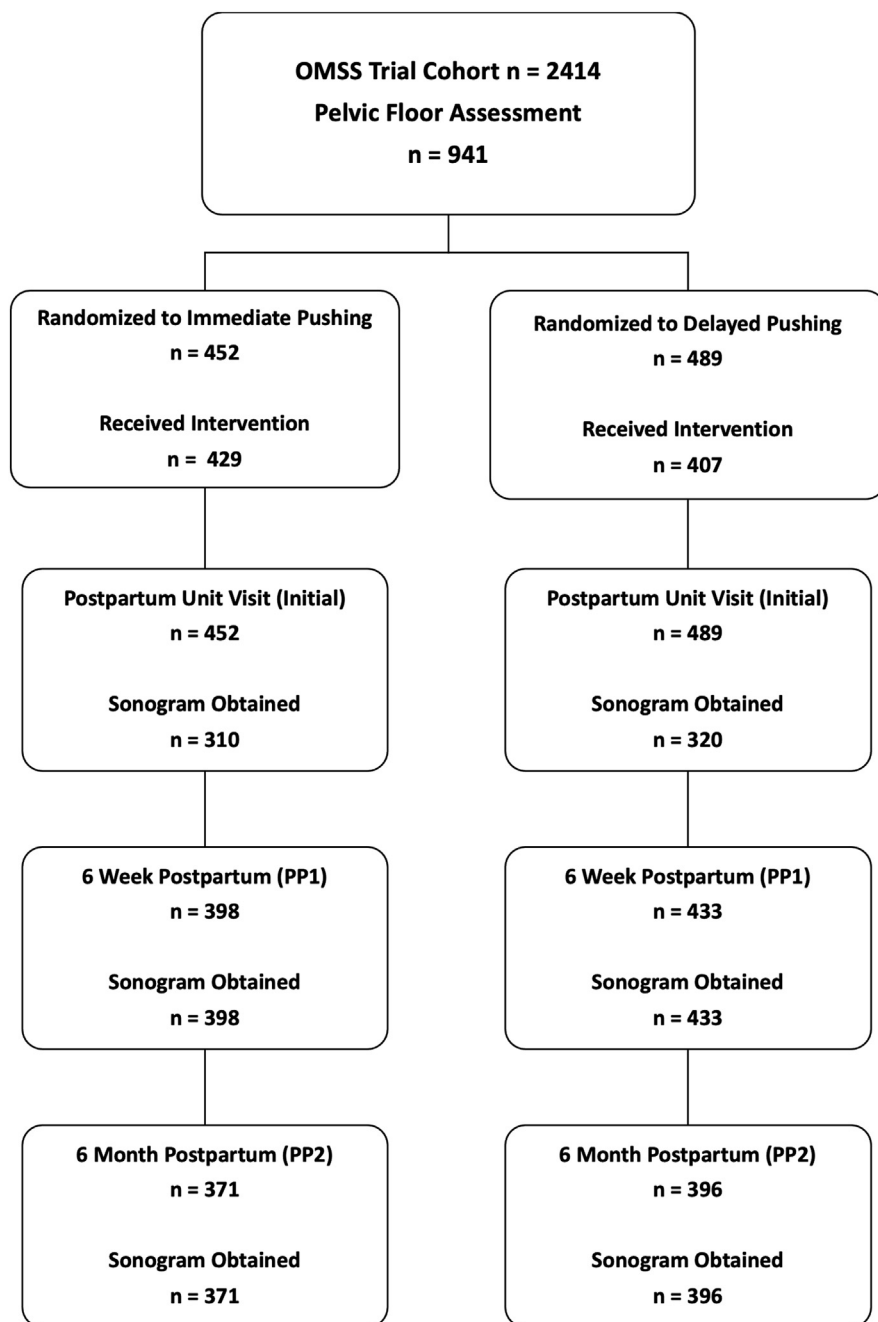 OMSS Trial Cohort n = 2414
Pelvic Floor Assessment
n = 941
Randomized to Immediate Pushing
n = 452
Received Intervention
n =  429
Randomized to Delayed Pushing
n = 489
Received Intervention
n = 407
Postpartum Unit Visit (Initial)
n = 452
Sonogram Obtained
n = 310
Postpartum Unit Visit (Initial)
n = 489
Sonogram Obtained
n = 320
6 Week Postpartum (PP1)
n = 398
Sonogram Obtained
n = 398
6 Week Postpartum (PP1)
n = 433
Sonogram Obtained
n = 433
6 Month Postpartum (PP2)
n = 371
Sonogram Obtained
n = 371
6 Month Postpartum (PP2)
n = 396
Sonogram Obtained
n = 396